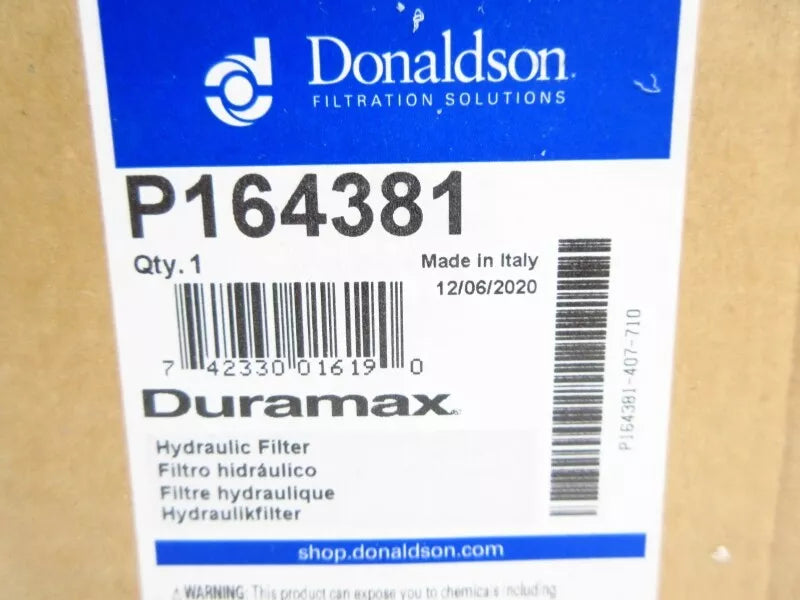 Donaldson.
FILTRATION SOLUTIONS
P164381
Qty. 1
Made in Italy
12/06/2020
7 42330 01619 0
P164381-407-710
Duramax
Hydraulic Filter
Filtro hidráulico
Filtre hydraulique
Hydraulikfilter
shop.donaldson.com
⚠WARNING: This product can expose you to chemicals including